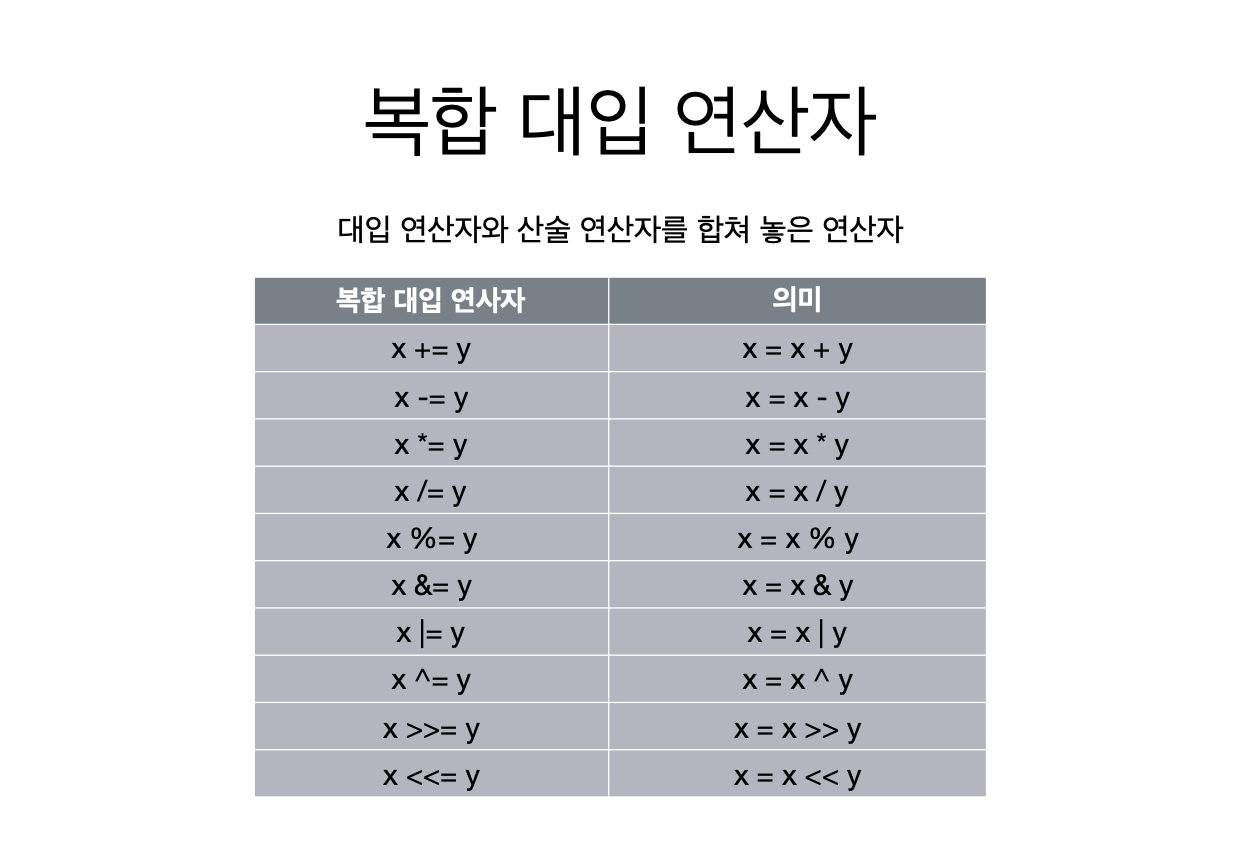 복합 대입 연산자
대입 연산자와 산술 연산자를 합쳐 놓은 연산자
복합 대입 연사자 의미
x += y x = x + y
x -= y x = x - y
x *= y x = x * y
x /= y x = x / y
x %= y x = x % y
x &= y x = x & y
x |= y x = x | y
x ^= y x = x ^ y
x >>= y x = x >> y
x <<= y x = x << y